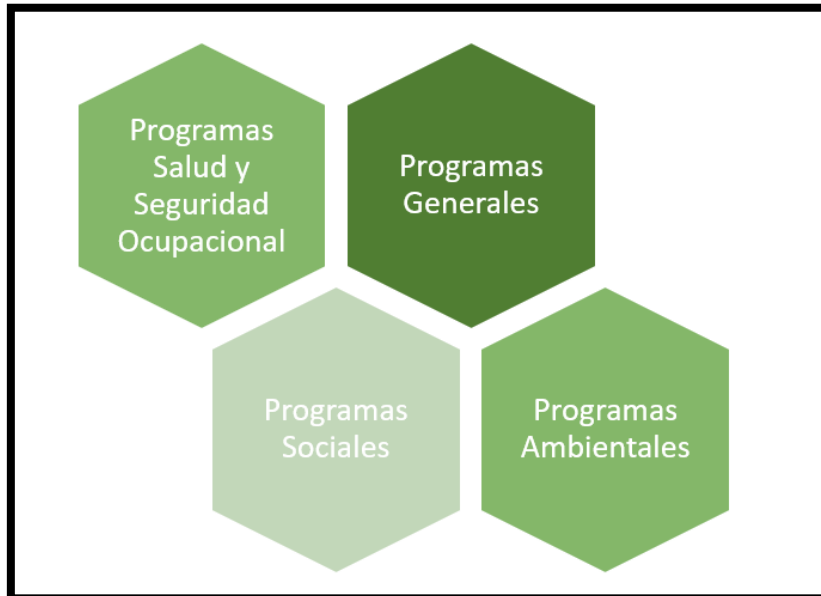 Programas
Salud y
Seguridad
Ocupacional
Programas
Generales
Programas
Sociales
Programas
Ambientales